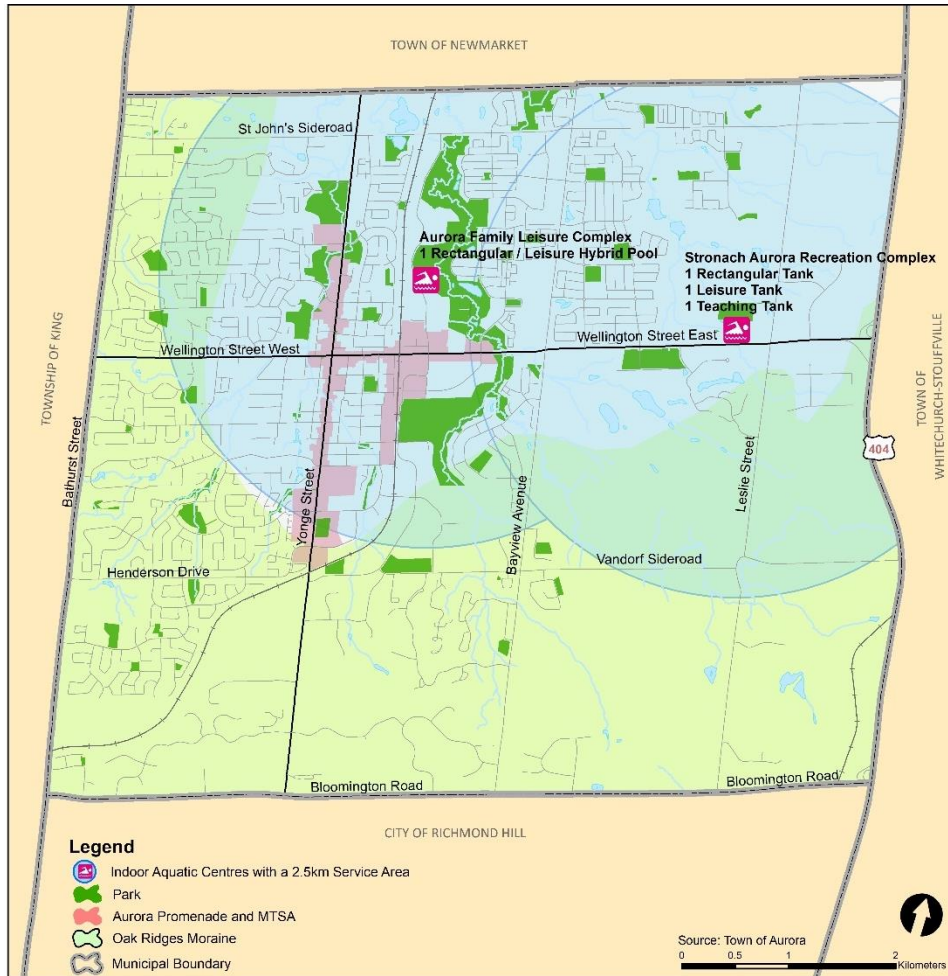 TOWN OF NEWMARKET
St John's Sideroad
Aurora Family Leisure Complex
1 Rectangular / Leisure Hybrid Pool
Stronach Aurora Recreation Complex
1 Rectangular Tank
1 Leisure Tank
1 Teaching Tank
Wellington Street East
Wellington Street West
TOWNSHIP OF KING
Bathurst Street
Yonge Street
Bayview Avenue
Leslie Street
404
TOWN OF
WHITECHURCH-STOUFFVILLE
Vandorf Sideroad
Henderson Drive
Bloomington Road
Bloomington Road
CITY OF RICHMOND HILL
Legend
Indoor Aquatic Centres with a 2.5km Service Area
Park
Aurora Promenade and MTSA
Oak Ridges Moraine
Municipal Boundary
Source: Town of Aurora
0 0.5 1 2
Kilometers